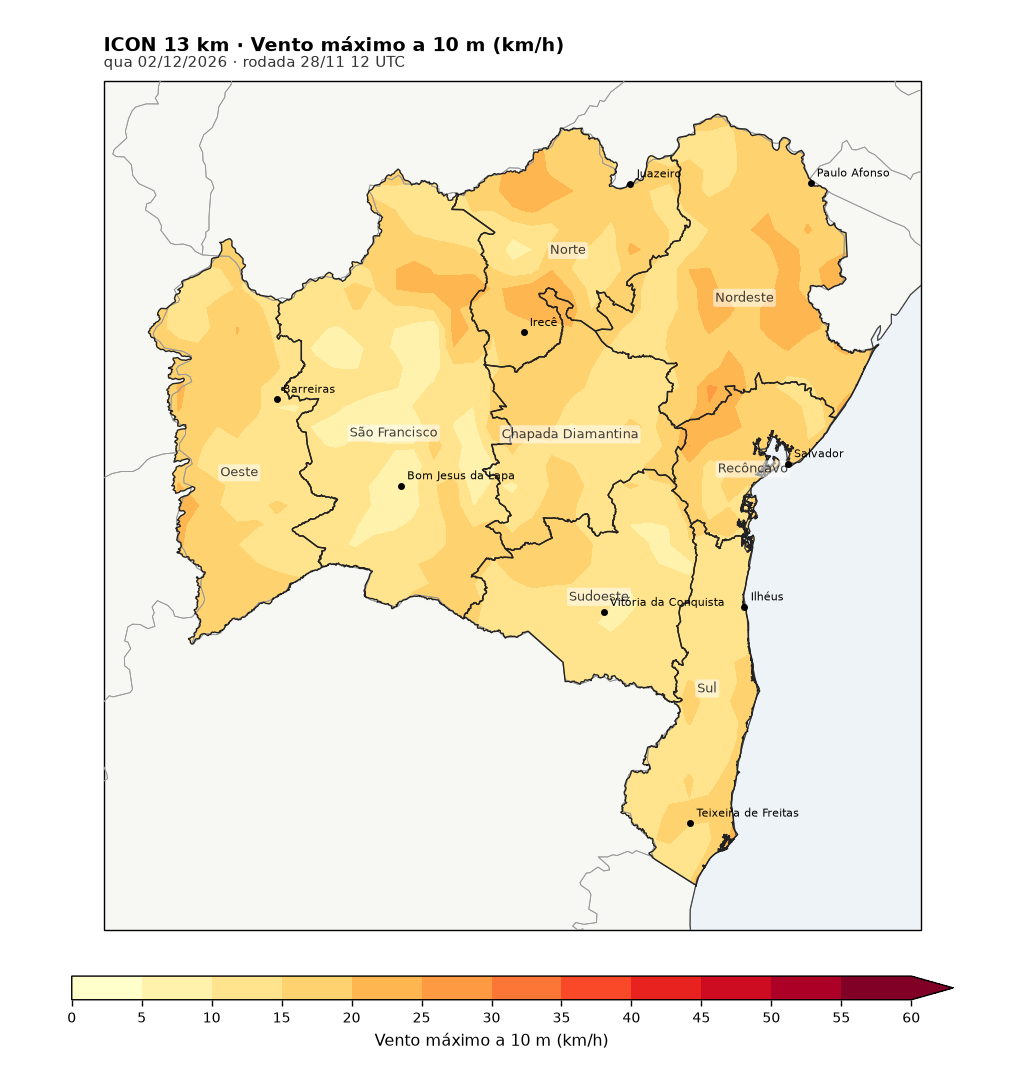 ICON 13 km · Vento máximo a 10 m (km/h)
qua 02/12/2026 · rodada 28/11 12 UTC
Juazeiro
Paulo Afonso
Norte
Nordeste
Irecê
Barreiras
São Francisco
Chapada Diamantina
Salvador
Recôncavo
Oeste
Bom Jesus da Lapa
Sudoeste
Vitória da Conquista
Ilhéus
Sul
Teixeira de Freitas
0 5 10 15 20 25 30 35 40 45 50 55 60
Vento máximo a 10 m (km/h)